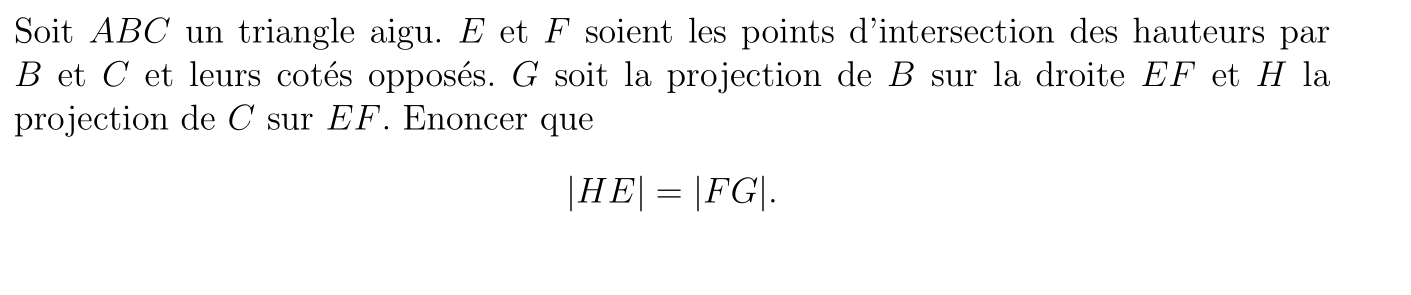 Soit ABC un triangle aigu. E et F soient les points d'intersection des hauteurs par
B et C et leurs cotés opposés. G soit la projection de B sur la droite EF et H la
projection de C sur EF. Enoncer que
|HE| = |FG|.